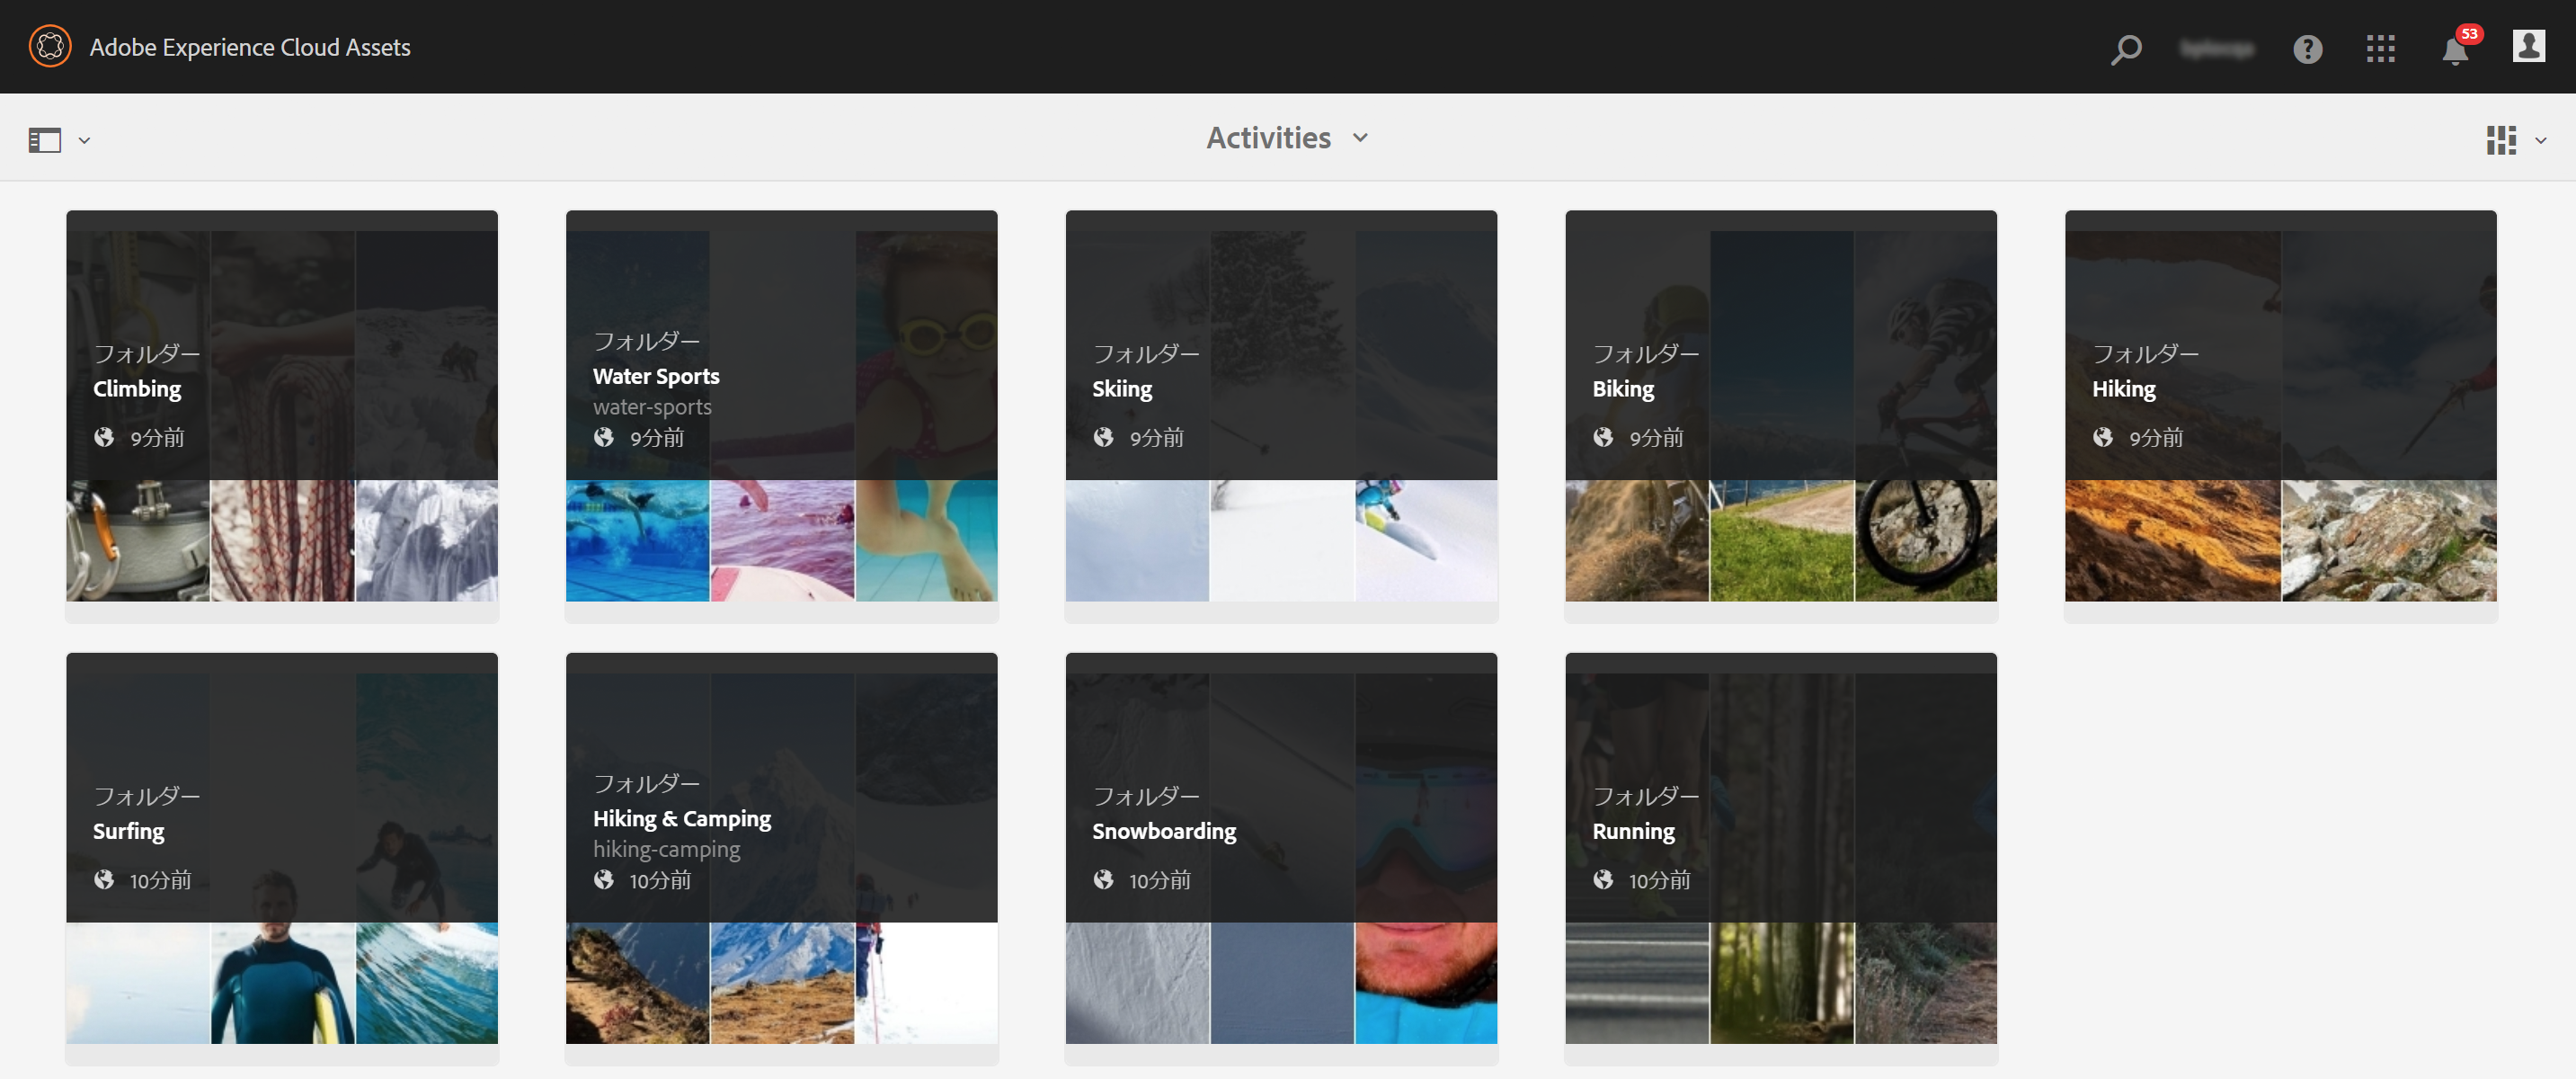 Adobe Experience Cloud Assets
53
Activities
フォルダー
Climbing
9分前
フォルダー
Water Sports
water-sports
9分前
フォルダー
Skiing
9分前
フォルダー
Biking
9分前
フォルダー
Hiking
9分前
フォルダー
Surfing
10分前
フォルダー
Hiking & Camping
hiking-camping
10分前
フォルダー
Snowboarding
10分前
フォルダー
Running
10分前